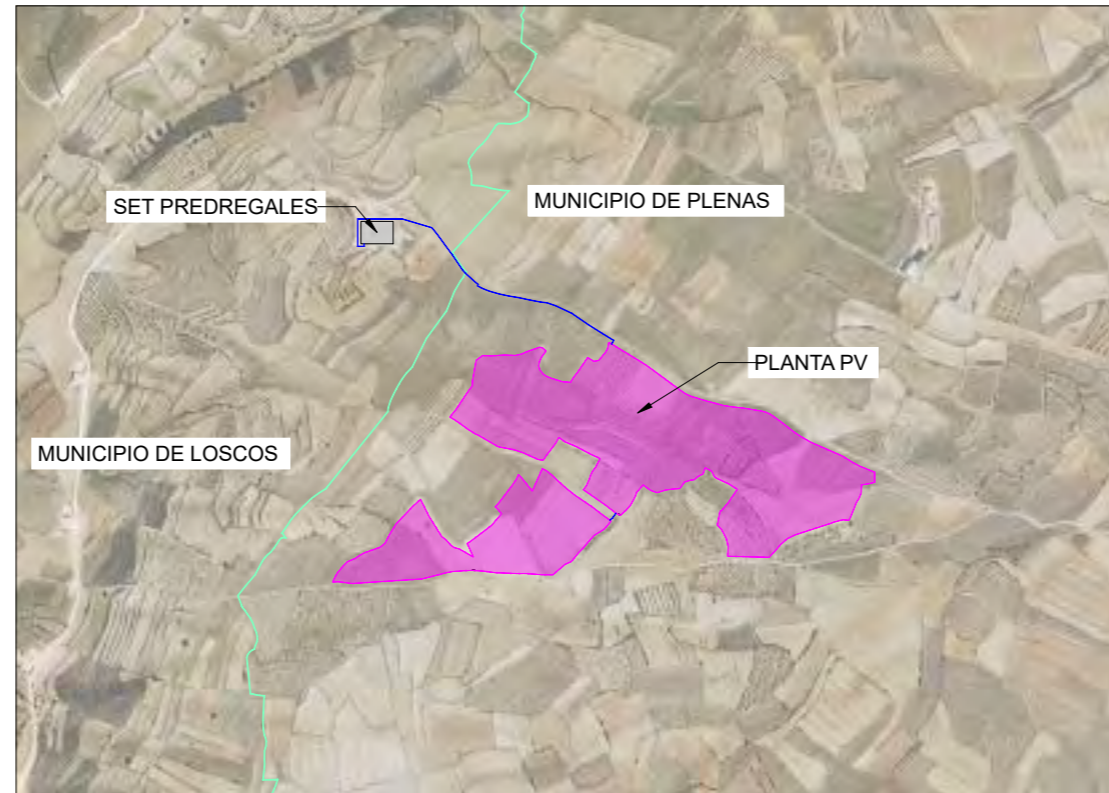 SET PREDREGALES
MUNICIPIO DE PLENAS
PLANTA PV
MUNICIPIO DE LOSCOS